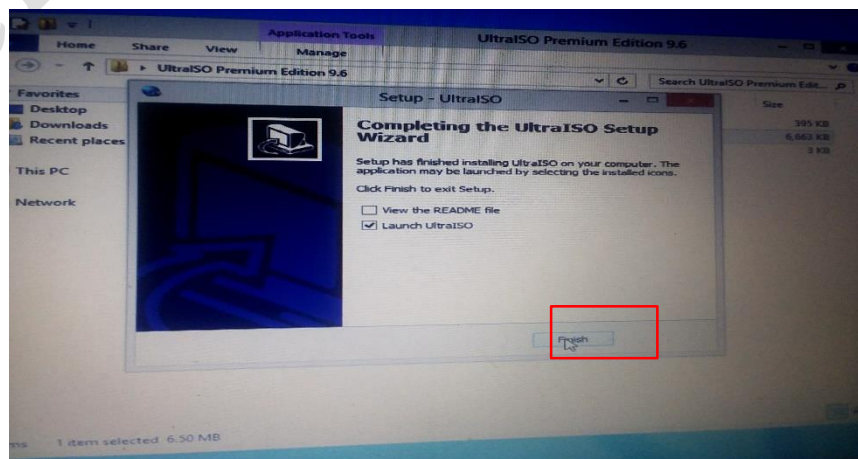 Application Tools
UltraISO Premium Edition 9.6
Home Share View Manage
UltraISO Premium Edition 9.6
Search UltraISO Premium Edit...
Favorites
Desktop
Downloads
Recent places
This PC
Network
Size
395 KB
6,663 KB
3 KB
Setup - UltraISO
Completing the UltraISO Setup
Wizard
Setup has finished installing UltraISO on your computer. The
application may be launched by selecting the installed icons.
Click Finish to exit Setup.
View the README file
Launch UltraISO
Finish
1 item selected 6.50 MB